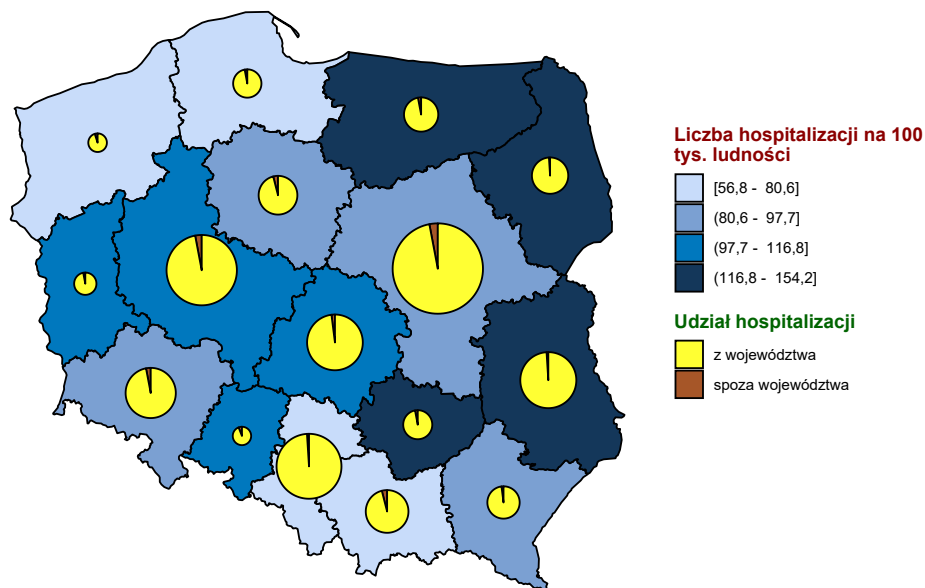 Liczba hospitalizacji na 100
tys. ludności
[56,8 - 80,6]
(80,6 - 97,7]
(97,7 - 116,8]
(116,8 - 154,2]
Udział hospitalizacji
z województwa
spoza województwa